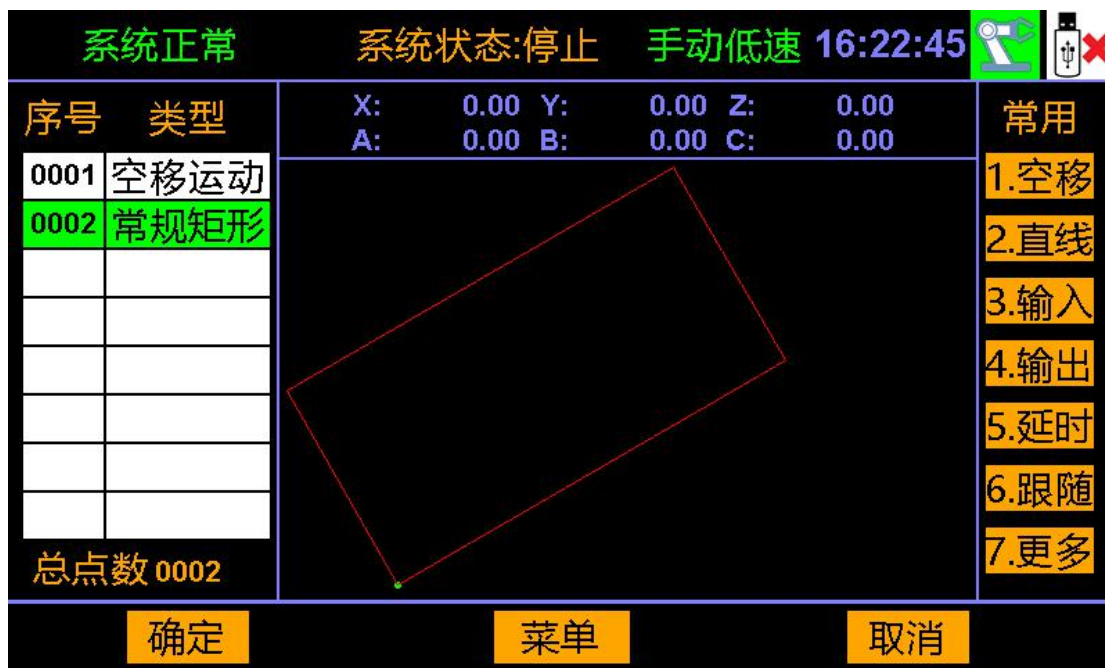 系统正常 系统状态:停止 手动低速 16:22:45
序号 类型 X: 0.00 Y: 0.00 Z: 0.00 常用
A: 0.00 B: 0.00 C: 0.00
0001 空移运动 1.空移
0002 常规矩形 2.直线
3.输入
4.输出
5.延时
6.跟随
7.更多
总点数 0002
确定 菜单 取消